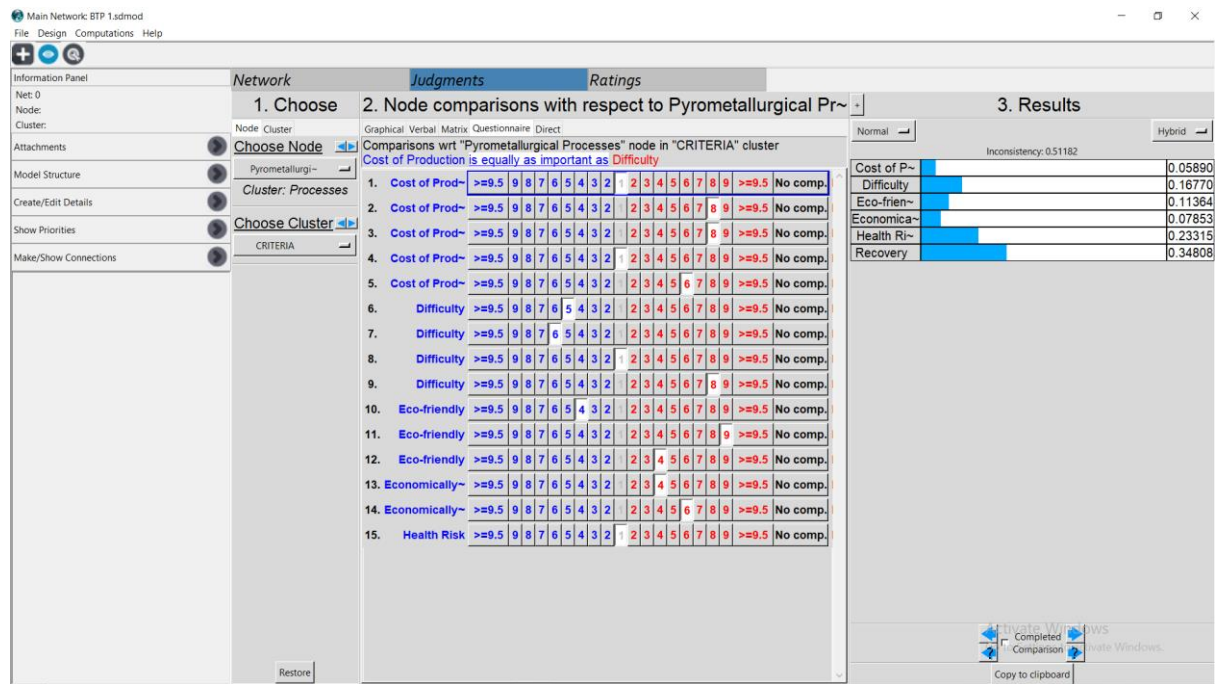 Main Network: BTP 1.sdmod
File Design Computations Help
Information Panel
Net: 0
Node:
Cluster:
Attachments
Model Structure
Create/Edit Details
Show Priorities
Make/Show Connections
Network Judgments Ratings
1. Choose
Node Cluster
Choose Node
Pyrometallurgi~
Cluster: Processes
Choose Cluster
CRITERIA
Restore
2. Node comparisons with respect to Pyrometallurgical Pr~
+
Graphical Verbal Matrix Questionnaire Direct
Comparisons wrt "Pyrometallurgical Processes" node in "CRITERIA" cluster
Cost of Production is equally as important as Difficulty
1. Cost of Prod~ >=9.5 9 8 7 6 5 4 3 2 1 2 3 4 5 6 7 8 9 >=9.5 No comp.
2. Cost of Prod~ >=9.5 9 8 7 6 5 4 3 2 1 2 3 4 5 6 7 8 9 >=9.5 No comp.
3. Cost of Prod~ >=9.5 9 8 7 6 5 4 3 2 1 2 3 4 5 6 7 8 9 >=9.5 No comp.
4. Cost of Prod~ >=9.5 9 8 7 6 5 4 3 2 1 2 3 4 5 6 7 8 9 >=9.5 No comp.
5. Cost of Prod~ >=9.5 9 8 7 6 5 4 3 2 1 2 3 4 5 6 7 8 9 >=9.5 No comp.
6. Difficulty >=9.5 9 8 7 6 5 4 3 2 1 2 3 4 5 6 7 8 9 >=9.5 No comp.
7. Difficulty >=9.5 9 8 7 6 5 4 3 2 1 2 3 4 5 6 7 8 9 >=9.5 No comp.
8. Difficulty >=9.5 9 8 7 6 5 4 3 2 1 2 3 4 5 6 7 8 9 >=9.5 No comp.
9. Difficulty >=9.5 9 8 7 6 5 4 3 2 1 2 3 4 5 6 7 8 9 >=9.5 No comp.
10. Eco-friendly >=9.5 9 8 7 6 5 4 3 2 1 2 3 4 5 6 7 8 9 >=9.5 No comp.
11. Eco-friendly >=9.5 9 8 7 6 5 4 3 2 1 2 3 4 5 6 7 8 9 >=9.5 No comp.
12. Eco-friendly >=9.5 9 8 7 6 5 4 3 2 1 2 3 4 5 6 7 8 9 >=9.5 No comp.
13. Economically~ >=9.5 9 8 7 6 5 4 3 2 1 2 3 4 5 6 7 8 9 >=9.5 No comp.
14. Economically~ >=9.5 9 8 7 6 5 4 3 2 1 2 3 4 5 6 7 8 9 >=9.5 No comp.
15. Health Risk >=9.5 9 8 7 6 5 4 3 2 1 2 3 4 5 6 7 8 9 >=9.5 No comp.
3. Results
Normal Hybrid
Inconsistency: 0.51182
Cost of P~ 0.05890
Difficulty 0.16770
Eco-frien~ 0.11364
Economica~ 0.07853
Health Ri~ 0.23315
Recovery 0.34808
Activate Windows
Completed
Comparison
Copy to clipboard